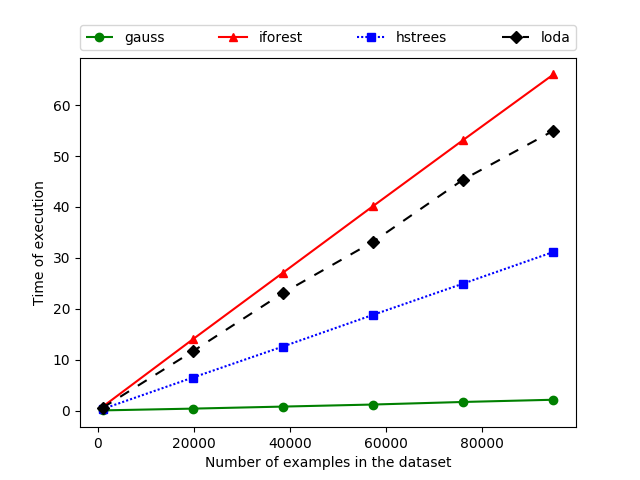 gauss iforest hstrees loda
60
50
40
30
20
10
0
Time of execution
0 20000 40000 60000 80000
Number of examples in the dataset